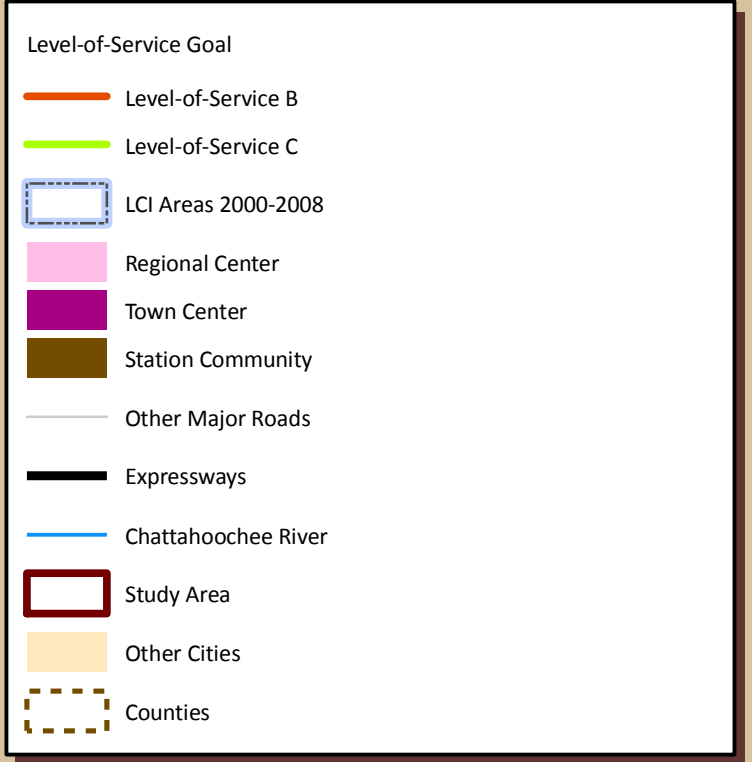 Level-of-Service Goal
Level-of-Service B
Level-of-Service C
LCI Areas 2000-2008
Regional Center
Town Center
Station Community
Other Major Roads
Expressways
Chattahoochee River
Study Area
Other Cities
Counties